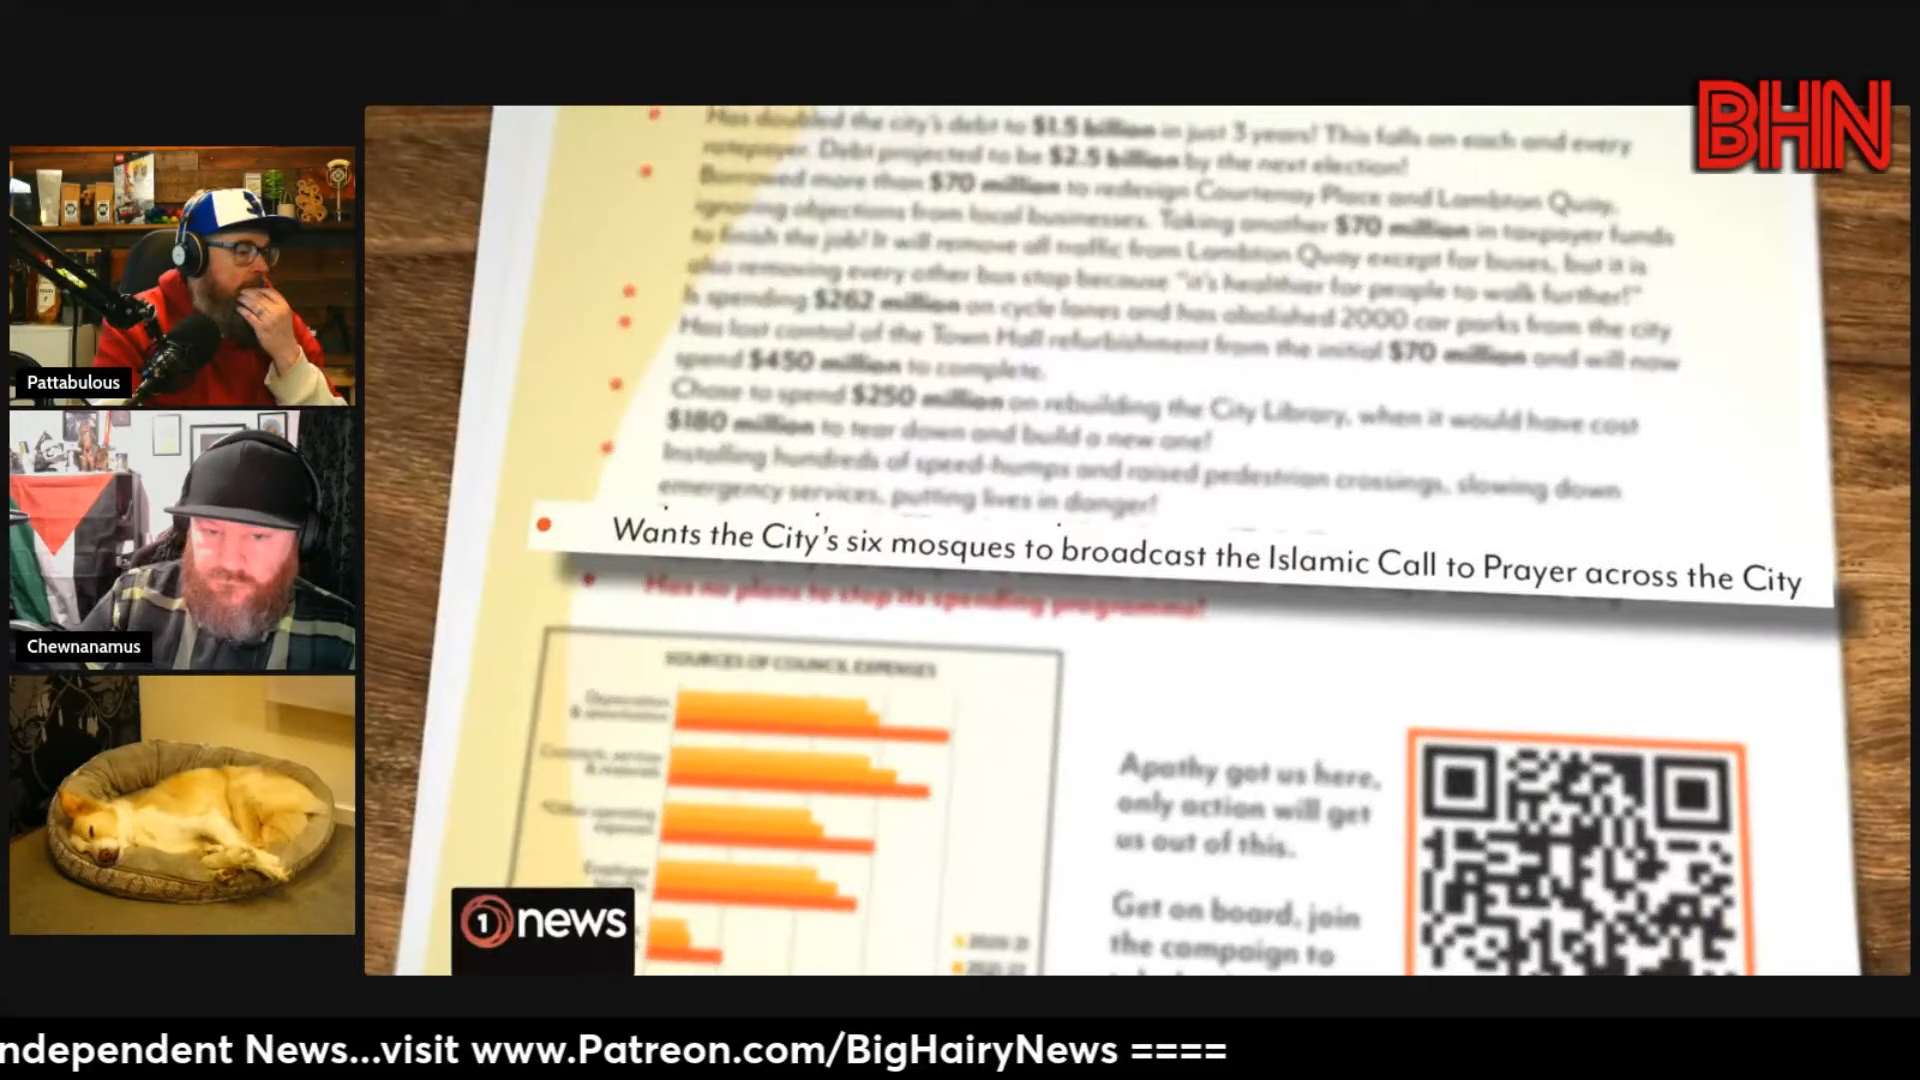 BHN
Has doubled the city's debt to $1.5 billion in just 3 years! This falls on each and every
ratepayer. Debt projected to be $2.5 billion by the next election!
Borrowed more than $70 million to redesign Courtenay Place and Lambton Quay,
ignoring objections from local businesses. Taking another $70 million in taxpayer funds
to finish the job! It will remove all traffic from Lambton Quay except for buses, but it is
also removing every other bus stop because "it's healthier for people to walk further!"
Is spending $262 million on cycle lanes and has abolished 2000 car parks from the city
Has lost control of the Town Hall refurbishment from the initial $70 million and will now
spend $450 million to complete.
Chose to spend $250 million on rebuilding the City Library, when it would have cost
$180 million to tear down and build a new one!
Installing hundreds of speed-humps and raised pedestrian crossings, slowing down
emergency services, putting lives in danger!
Wants the City's six mosques to broadcast the Islamic Call to Prayer across the City
Has no plans to stop its spending programme!
SOURCES OF COUNCIL EXPENSES
Apathy got us here,
only action will get
us out of this.
Get on board, join
the campaign to
1 news
Pattabulous
Chewnanamus
ndependent News...visit www.Patreon.com/BigHairyNews ====